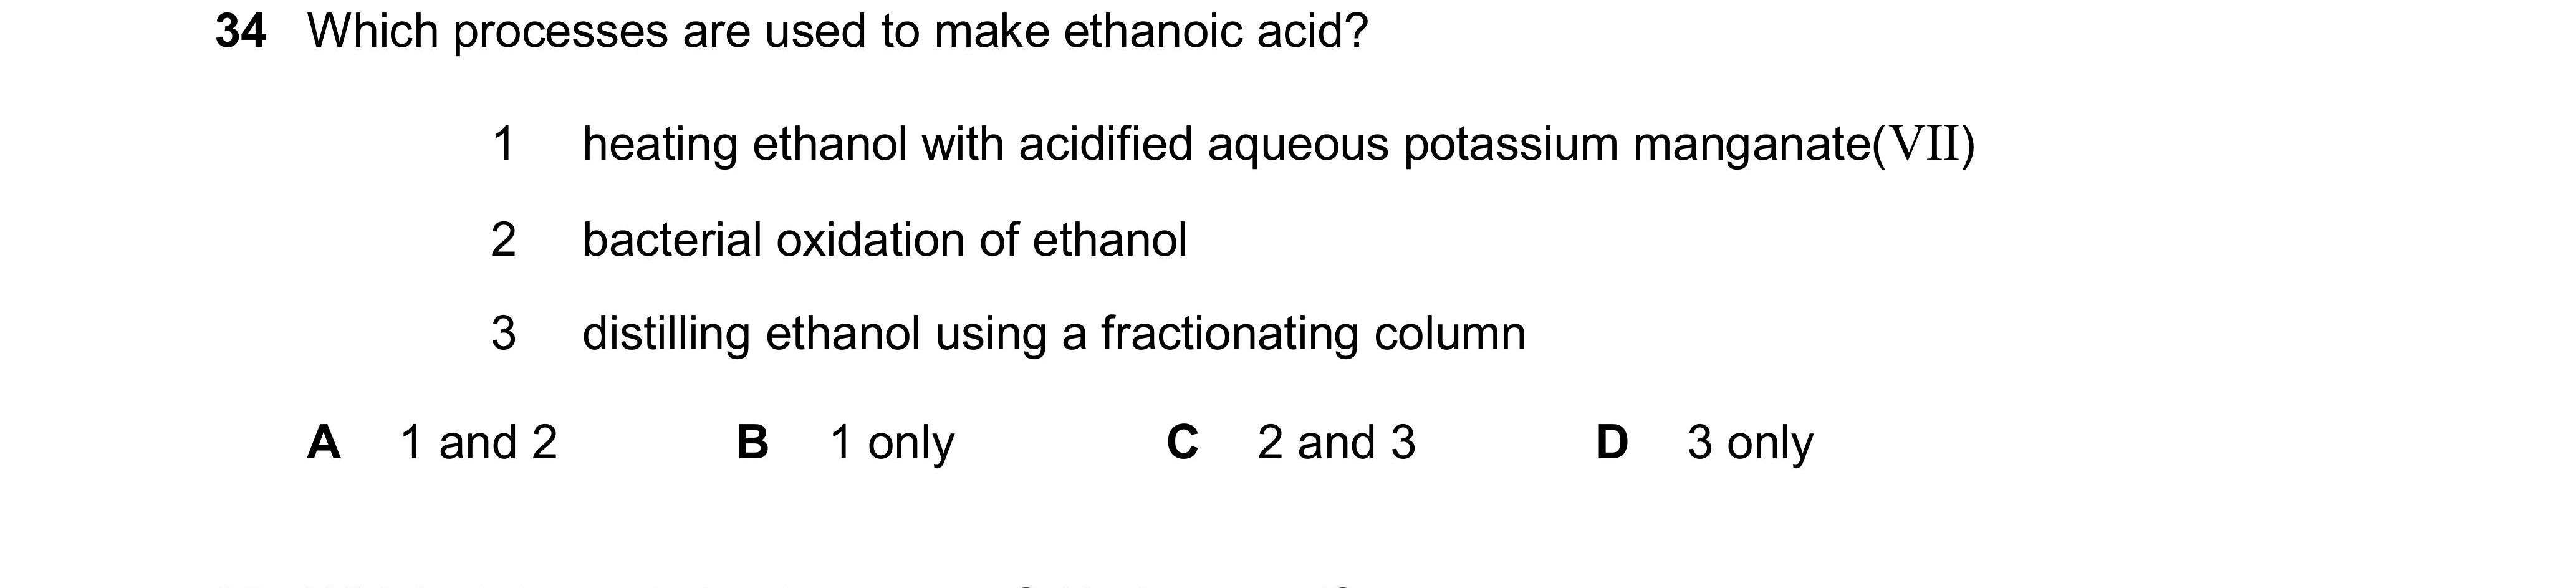 34 Which processes are used to make ethanoic acid?
1 heating ethanol with acidified aqueous potassium manganate(VII)
2 bacterial oxidation of ethanol
3 distilling ethanol using a fractionating column
A 1 and 2 B 1 only C 2 and 3 D 3 only